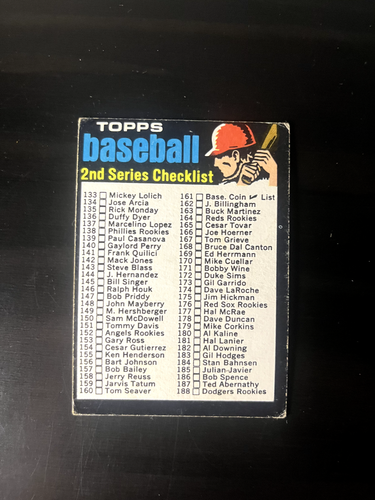 TOPPS
baseball
2nd Series Checklist
133 Mickey Lolich
134 Jose Arcia
135 Rick Monday
136 Duffy Dyer
137 Marcelino Lopez
138 Phillies Rookies
139 Paul Casanova
140 Gaylord Perry
141 Frank Quilici
142 Mack Jones
143 Steve Blass
144 J. Hernandez
145 Bill Singer
146 Ralph Houk
147 Bob Priddy
148 John Mayberry
149 M. Hershberger
150 Sam McDowell
151 Tommy Davis
152 Angels Rookies
153 Gary Ross
154 Cesar Gutierrez
155 Ken Henderson
156 Bart Johnson
157 Bob Bailey
158 Jerry Reuss
159 Jarvis Tatum
160 Tom Seaver
161 Base. Coin List
162 J. Billingham
163 Buck Martinez
164 Reds Rookies
165 Cesar Tovar
166 Joe Hoerner
167 Tom Grieve
168 Bruce Dal Canton
169 Ed Herrmann
170 Mike Cuellar
171 Bobby Wine
172 Duke Sims
173 Gil Garrido
174 Dave LaRoche
175 Jim Hickman
176 Red Sox Rookies
177 Hal McRae
178 Dave Duncan
179 Mike Corkins
180 Al Kaline
181 Hal Lanier
182 Al Downing
183 Gil Hodges
184 Stan Bahnsen
185 Julian-Javier
186 Bob Spence
187 Ted Abernathy
188 Dodgers Rookies